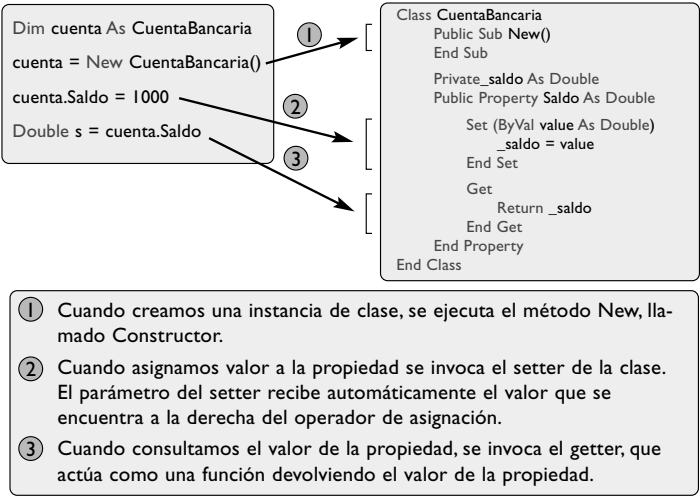 Dim cuenta As CuentaBancaria
cuenta = New CuentaBancaria()
cuenta.Saldo = 1000
Double s = cuenta.Saldo
1
2
3
Class CuentaBancaria
Public Sub New()
End Sub
Private_saldo As Double
Public Property Saldo As Double
Set (ByVal value As Double)
_saldo = value
End Set
Get
Return _saldo
End Get
End Property
End Class
1 Cuando creamos una instancia de clase, se ejecuta el método New, lla-
mado Constructor.
2 Cuando asignamos valor a la propiedad se invoca el setter de la clase.
El parámetro del setter recibe automáticamente el valor que se
encuentra a la derecha del operador de asignación.
3 Cuando consultamos el valor de la propiedad, se invoca el getter, que
actúa como una función devolviendo el valor de la propiedad.